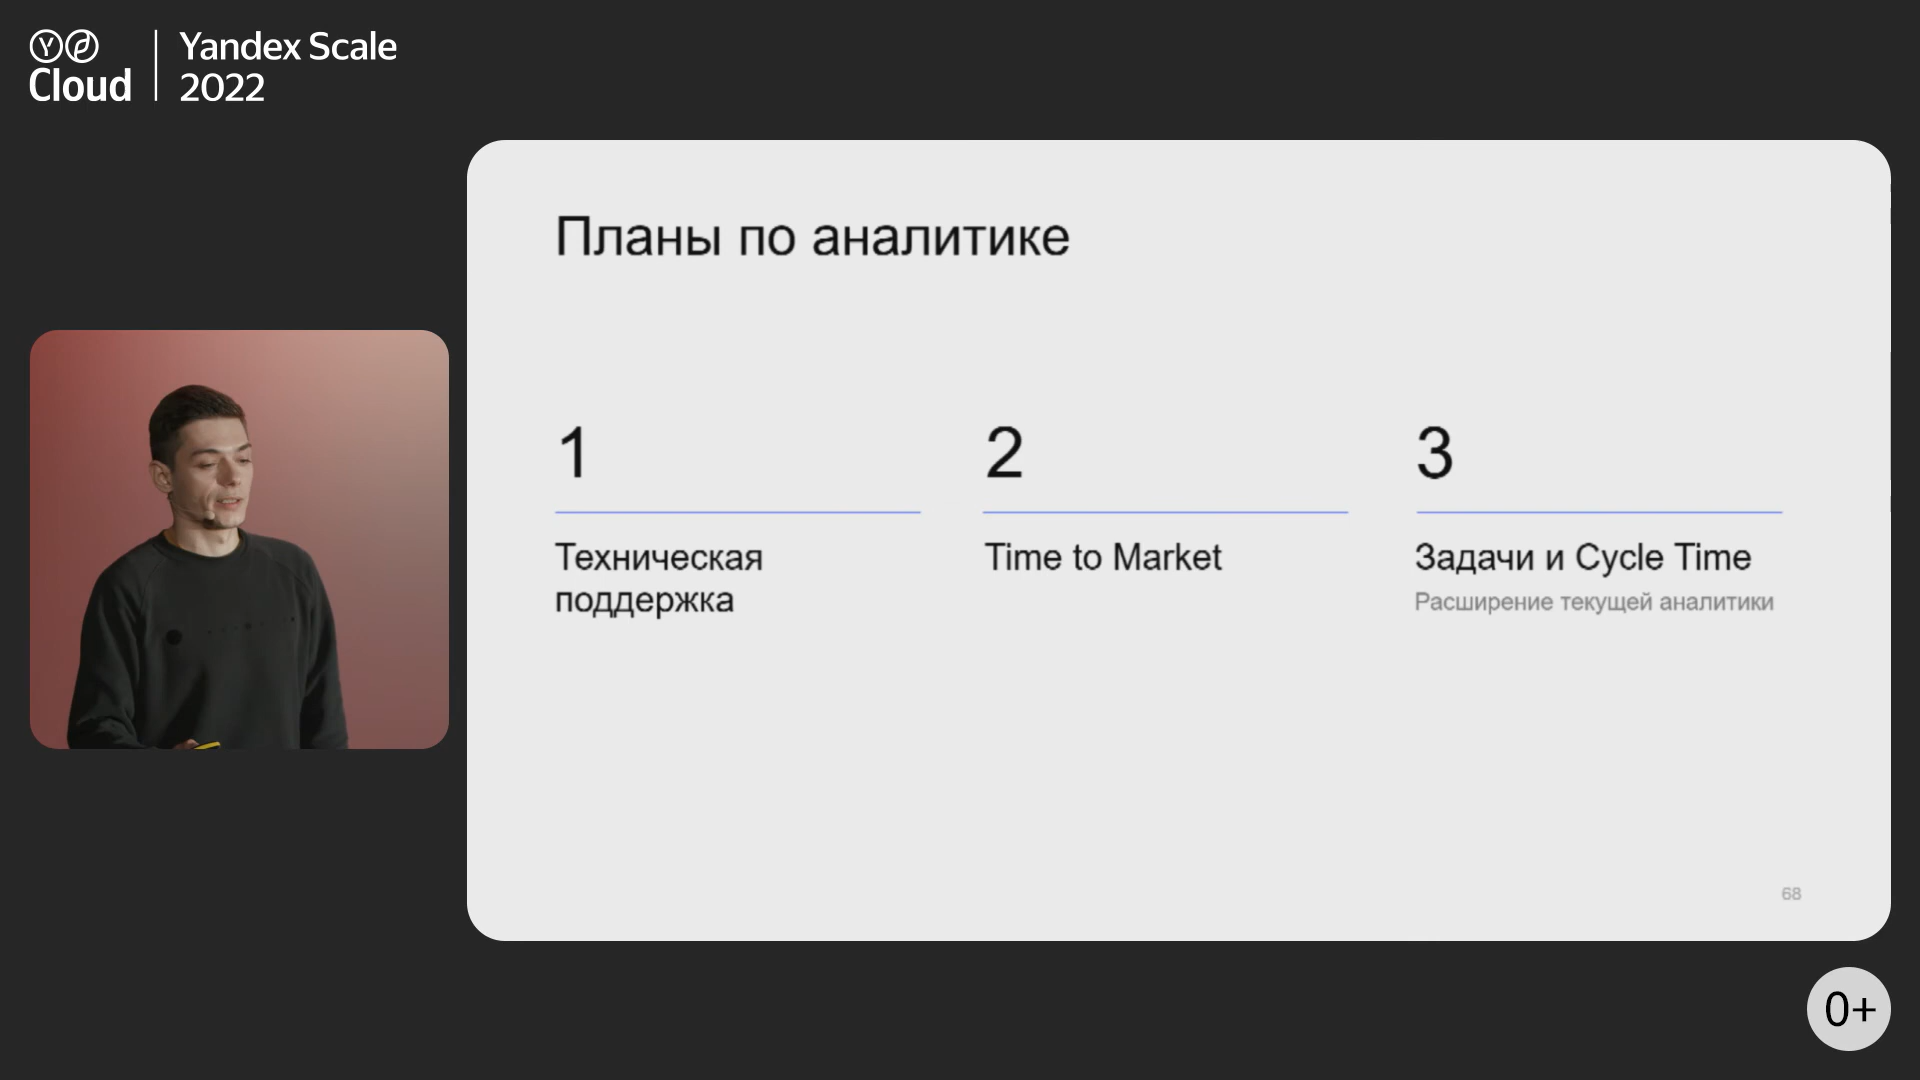 Cloud
Yandex Scale
2022
Планы по аналитике
1
Техническая
поддержка
2
Time to Market
3
Задачи и Cycle Time
Расширение текущей аналитики
68
0+